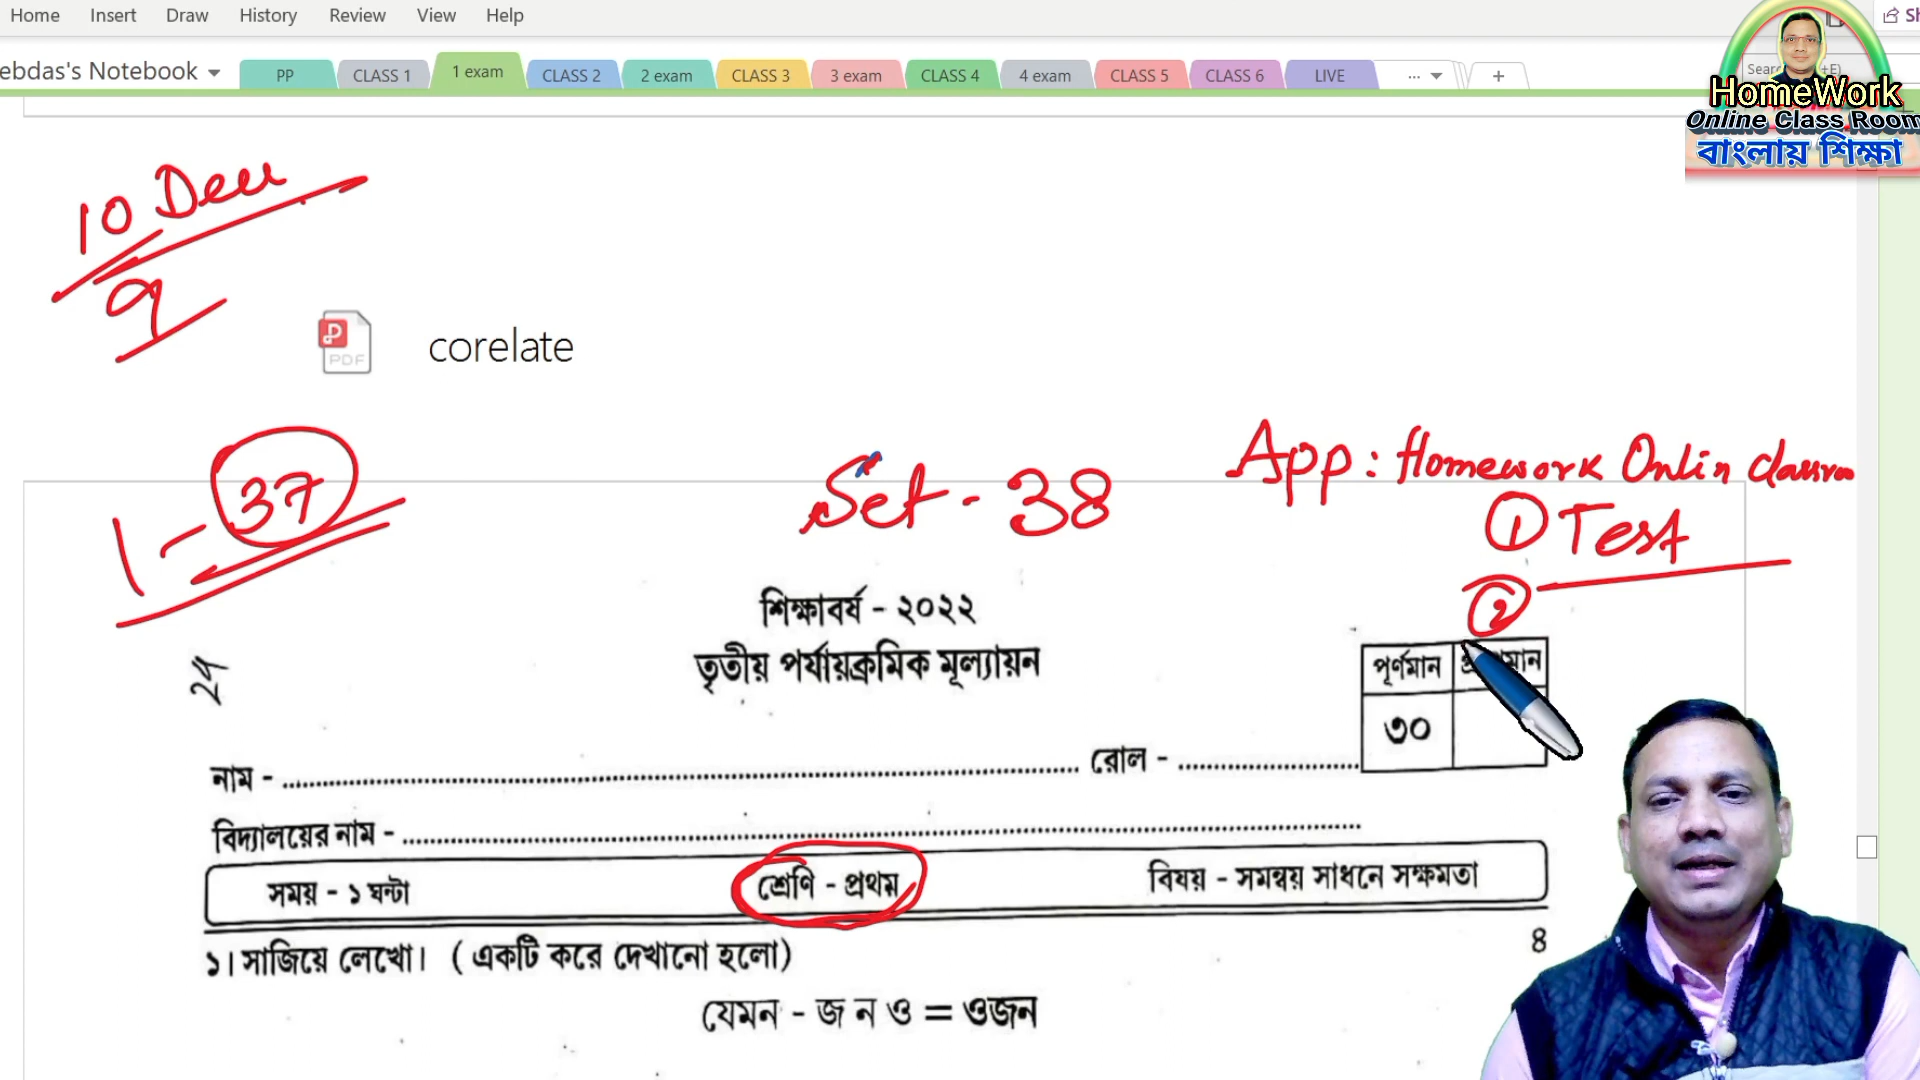 Home Insert Draw History Review View Help
ebdas's Notebook PP CLASS 1 1 exam CLASS 2 2 exam CLASS 3 3 exam CLASS 4 4 exam CLASS 5 CLASS 6 LIVE ... +
HomeWork
Online Class Room
বাংলায় শিক্ষা
10 Dec
9
PDF corelate
1-37
Set - 38
App: Homework Onlin classroo
① Test
②
শিক্ষাবর্ষ - ২০২২
তৃতীয় পর্যায়ক্রমিক মূল্যায়ন
পূর্ণমান
৩০
নাম - রোল -
বিদ্যালয়ের নাম -
সময় - ১ ঘন্টা শ্রেণি - প্রথম বিষয় - সমন্বয় সাধনে সক্ষমতা
১। সাজিয়ে লেখো। (একটি করে দেখানো হলো) 8
যেমন - জ ন ও = ওজন